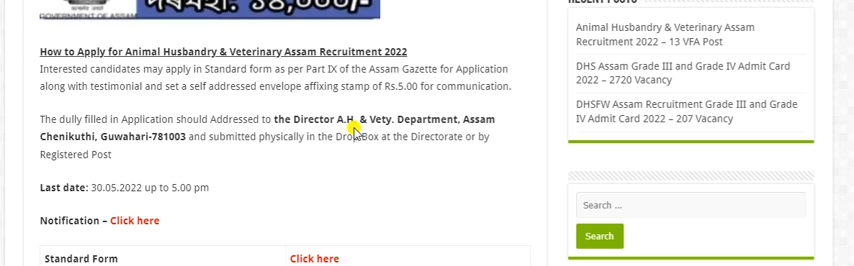 GOVERNMENT OF ASSAM
How to Apply for Animal Husbandry & Veterinary Assam Recruitment 2022
Interested candidates may apply in Standard form as per Part IX of the Assam Gazette for Application
along with testimonial and set a self addressed envelope affixing stamp of Rs.5.00 for communication.
The dully filled in Application should Addressed to the Director A.H. & Vety. Department, Assam
Chenikuthi, Guwahari-781003 and submitted physically in the Drop Box at the Directorate or by
Registered Post
Last date: 30.05.2022 up to 5.00 pm
Notification – Click here
Standard Form Click here
RECENT POSTS
Animal Husbandry & Veterinary Assam
Recruitment 2022 – 13 VFA Post
DHS Assam Grade III and Grade IV Admit Card
2022 – 2720 Vacancy
DHSFW Assam Recruitment Grade III and Grade
IV Admit Card 2022 – 207 Vacancy
Search ...
Search